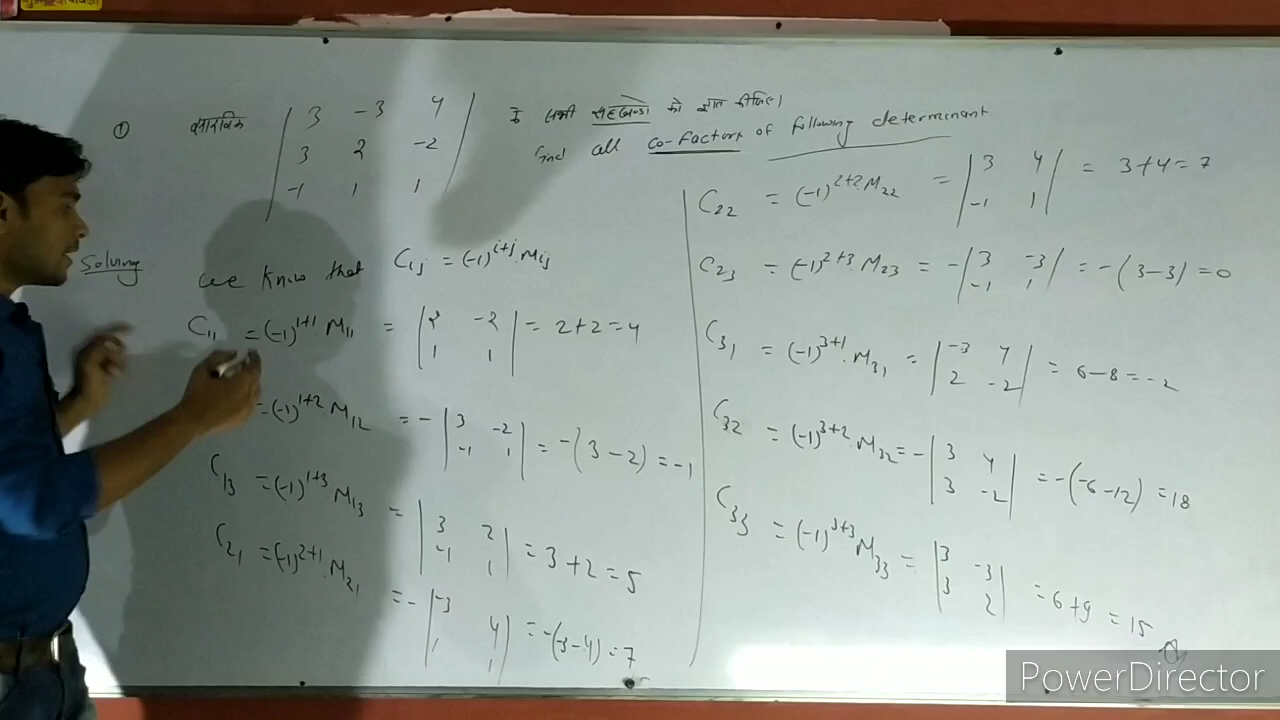 ① सारणिक | 3 -3 4 | के सभी सहखण्ड को ज्ञात कीजिए।
| 3 2 -2 | find all co-factors of following determinant
| -1 1 1 |
Solving we know that Cij = (-1)^i+j Mij
C11 = (-1)^1+1 M11 = | 2 -2 | = 2+2=4
| 1 1 |
= (-1)^1+2 M12 = - | 3 -2 | = -(3-2) = -1
| -1 1 |
C13 = (-1)^1+3 M13 = | 3 2 | = 3+2=5
| -1 1 |
C21 = (-1)^2+1 . M21 = - | -3 4 | = -(-3-4) = 7
| 1 1 |
C22 = (-1)^2+2 M22 = | 3 4 | = 3+4=7
| -1 1 |
C23 = (-1)^2+3 M23 = - | 3 -3 | = -(3-3) = 0
| -1 1 |
C31 = (-1)^3+1 . M31 = | -3 4 | = 6-8 = -2
| 2 -2 |
C32 = (-1)^3+2 . M32 = - | 3 4 | = -(-6-12) = 18
| 3 -2 |
C33 = (-1)^3+3 M33 = | 3 -3 | = 6+9 = 15
| 3 2 |
PowerDirector